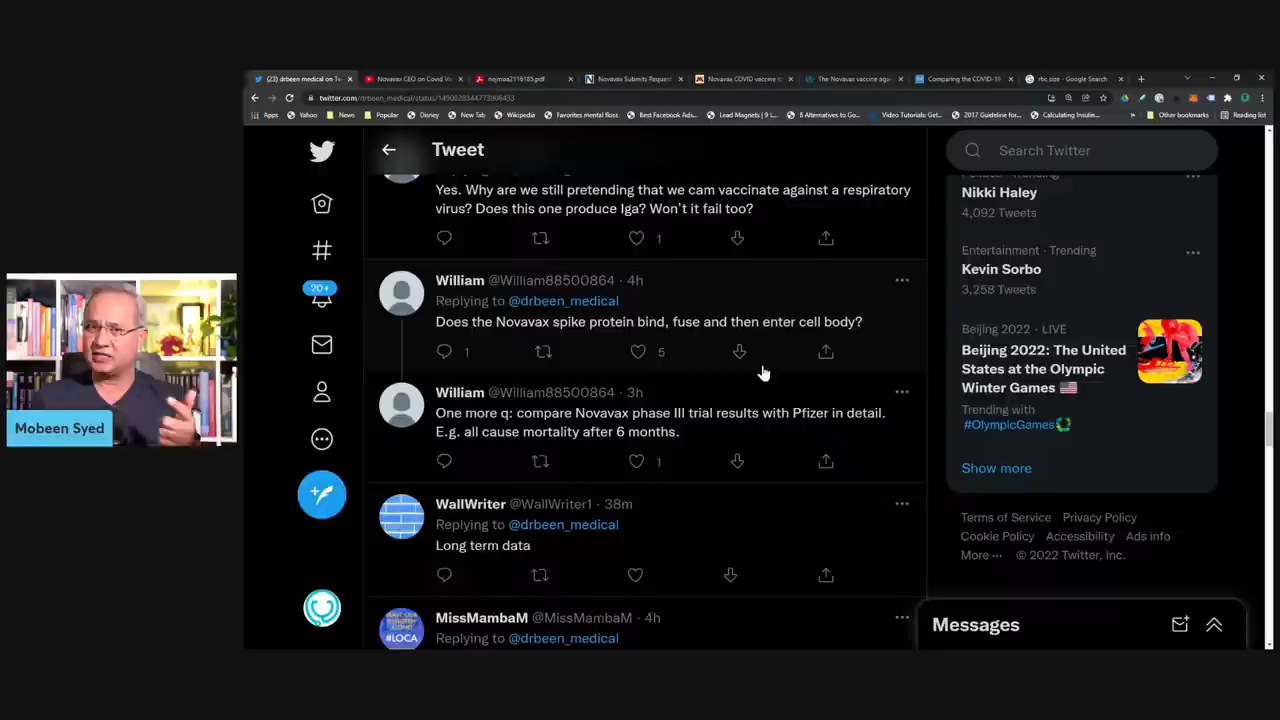 (23) drbeen medical on Tw
Novavax CEO on Covid Va
nejmoa2116185.pdf
Novavax Submits Request
Novavax COVID vaccine th
The Novavax vaccine aga
Comparing the COVID-19
rbc size - Google Search
twitter.com/drbeen_medical/status/1490828344773906433
Apps
Yahoo
News
Popular
Disney
New Tab
Wikipedia
Favorites mental floss
Best Facebook Ads...
Lead Magnets | 9 L...
8 Alternatives to Go...
Video Tutorials: Get...
2017 Guideline for...
Calculating Insulin...
Other bookmarks
Reading list
Tweet
Search Twitter
Yes. Why are we still pretending that we cam vaccinate against a respiratory
virus? Does this one produce Iga? Won't it fail too?
1
William @William88500864 · 4h
Replying to @drbeen_medical
Does the Novavax spike protein bind, fuse and then enter cell body?
1
5
William @William88500864 · 3h
One more q: compare Novavax phase III trial results with Pfizer in detail.
E.g. all cause mortality after 6 months.
1
WallWriter @WallWriter1 · 38m
Replying to @drbeen_medical
Long term data
MissMambaM @MissMambaM · 4h
Replying to @drbeen_medical
#LOCA
20+
Mobeen Syed
Politics · Trending
Nikki Haley
4,092 Tweets
Entertainment · Trending
Kevin Sorbo
3,258 Tweets
Beijing 2022 · LIVE
Beijing 2022: The United
States at the Olympic
Winter Games
Trending with
#OlympicGames
Show more
Terms of Service Privacy Policy
Cookie Policy Accessibility Ads info
More ··· © 2022 Twitter, Inc.
Messages